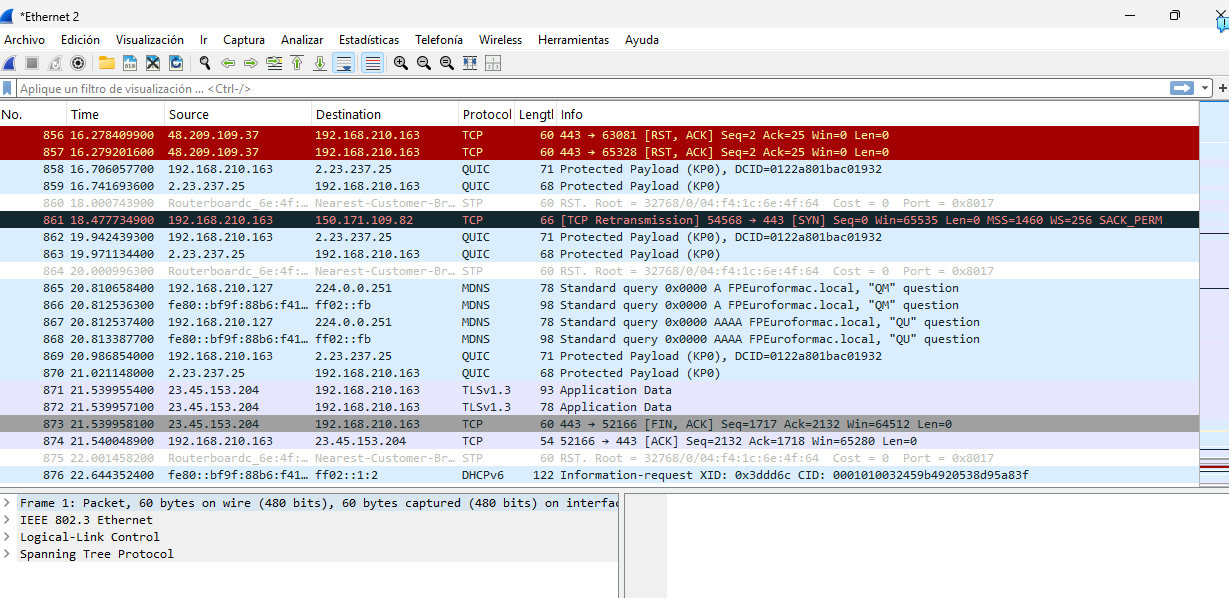 *Ethernet 2
Archivo Edición Visualización Ir Captura Analizar Estadísticas Telefonía Wireless Herramientas Ayuda
Aplique un filtro de visualización ... <Ctrl-/>
No. Time Source Destination Protocol Lengtl Info
856 16.278409900 48.209.109.37 192.168.210.163 TCP 60 443 → 63081 [RST, ACK] Seq=2 Ack=25 Win=0 Len=0
857 16.279201600 48.209.109.37 192.168.210.163 TCP 60 443 → 65328 [RST, ACK] Seq=2 Ack=25 Win=0 Len=0
858 16.706057700 192.168.210.163 2.23.237.25 QUIC 71 Protected Payload (KP0), DCID=0122a801bac01932
859 16.741693600 2.23.237.25 192.168.210.163 QUIC 68 Protected Payload (KP0)
860 18.000743900 Routerboardc_6e:4f:… Nearest-Customer-Br… STP 60 RST. Root = 32768/0/04:f4:1c:6e:4f:64 Cost = 0 Port = 0x8017
861 18.477734900 192.168.210.163 150.171.109.82 TCP 66 [TCP Retransmission] 54568 → 443 [SYN] Seq=0 Win=65535 Len=0 MSS=1460 WS=256 SACK_PERM
862 19.942439300 192.168.210.163 2.23.237.25 QUIC 71 Protected Payload (KP0), DCID=0122a801bac01932
863 19.971134400 2.23.237.25 192.168.210.163 QUIC 68 Protected Payload (KP0)
864 20.000996300 Routerboardc_6e:4f:… Nearest-Customer-Br… STP 60 RST. Root = 32768/0/04:f4:1c:6e:4f:64 Cost = 0 Port = 0x8017
865 20.810658400 192.168.210.127 224.0.0.251 MDNS 78 Standard query 0x0000 A FPEuroformac.local, "QM" question
866 20.812536300 fe80::bf9f:88b6:f41… ff02::fb MDNS 98 Standard query 0x0000 A FPEuroformac.local, "QM" question
867 20.812537400 192.168.210.127 224.0.0.251 MDNS 78 Standard query 0x0000 AAAA FPEuroformac.local, "QU" question
868 20.813387700 fe80::bf9f:88b6:f41… ff02::fb MDNS 98 Standard query 0x0000 AAAA FPEuroformac.local, "QU" question
869 20.986854000 192.168.210.163 2.23.237.25 QUIC 71 Protected Payload (KP0), DCID=0122a801bac01932
870 21.021148000 2.23.237.25 192.168.210.163 QUIC 68 Protected Payload (KP0)
871 21.539955400 23.45.153.204 192.168.210.163 TLSv1.3 93 Application Data
872 21.539957100 23.45.153.204 192.168.210.163 TLSv1.3 78 Application Data
873 21.539958100 23.45.153.204 192.168.210.163 TCP 60 443 → 52166 [FIN, ACK] Seq=1717 Ack=2132 Win=64512 Len=0
874 21.540048900 192.168.210.163 23.45.153.204 TCP 54 52166 → 443 [ACK] Seq=2132 Ack=1718 Win=65280 Len=0
875 22.001458200 Routerboardc_6e:4f:… Nearest-Customer-Br… STP 60 RST. Root = 32768/0/04:f4:1c:6e:4f:64 Cost = 0 Port = 0x8017
876 22.644352400 fe80::bf9f:88b6:f41… ff02::1:2 DHCPv6 122 Information-request XID: 0x3ddd6c CID: 0001010032459b4920538d95a83f
Frame 1: Packet, 60 bytes on wire (480 bits), 60 bytes captured (480 bits) on interfac
IEEE 802.3 Ethernet
Logical-Link Control
Spanning Tree Protocol